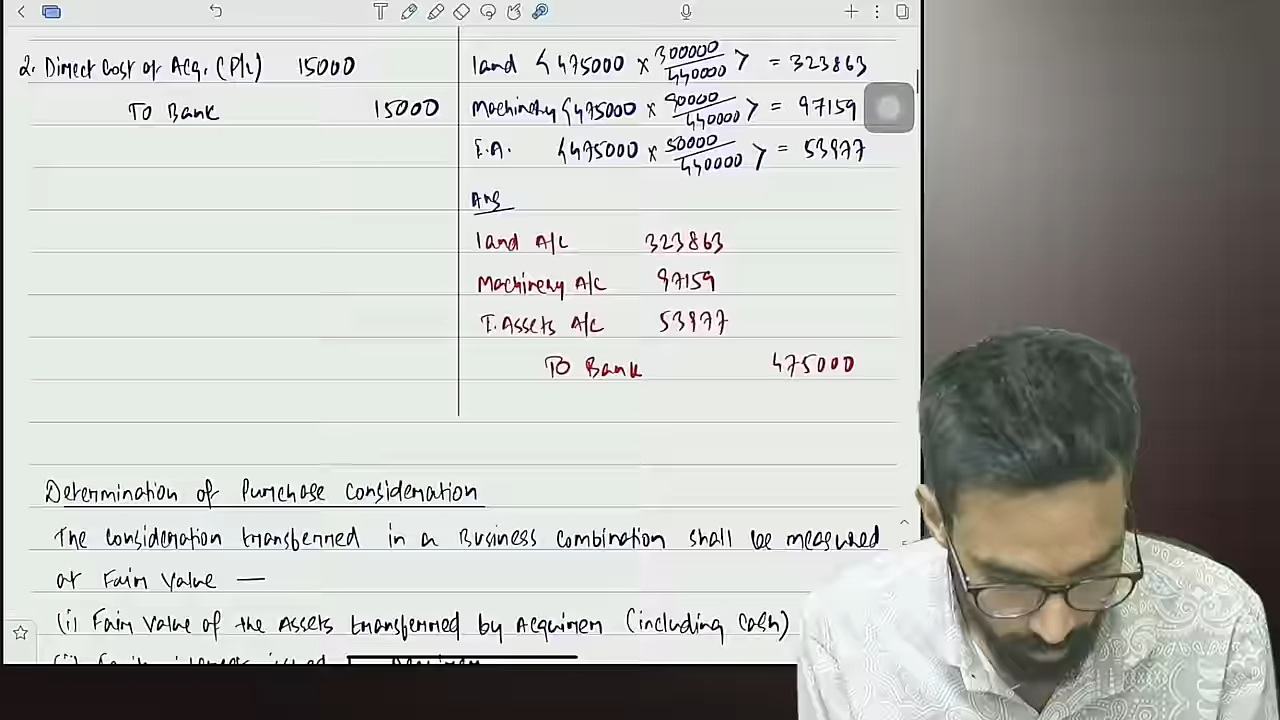 2. Direct Cost of Acq. (P/L) 15000
To Bank 15000
land {475000 × 300000/440000} = 323863
Machinery {475000 × 90000/440000} = 97159
I.A. {475000 × 50000/440000} = 53977
Ans
land A/c 323863
Machinery A/c 97159
I. Assets A/c 53977
To Bank 475000
Determination of Purchase Consideration
The Consideration transferred in a Business Combination shall be measured
at Fair Value —
(i) Fair Value of the Assets transferred by Acquirer (including Cash)